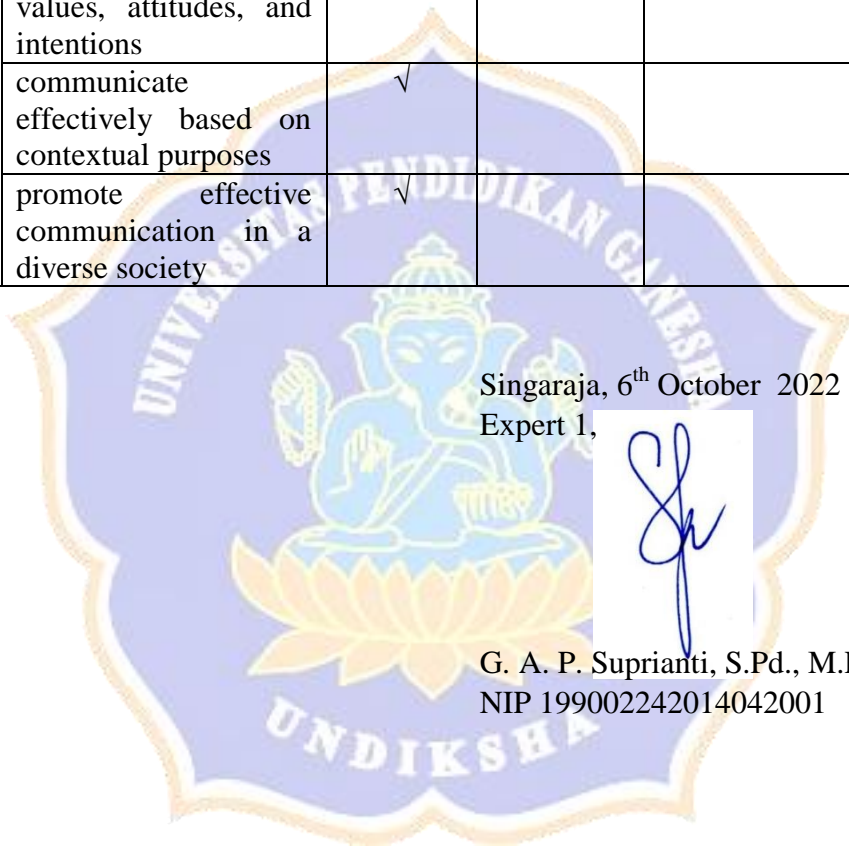 values, attitudes, and
intentions
communicate √
effectively based on
contextual purposes
promote effective √
communication in a
diverse society
UNIVERSITAS PENDIDIKAN GANESHA
Singaraja, 6th October 2022
Expert 1,
G. A. P. Suprianti, S.Pd., M.
NIP 199002242014042001
UNDIKSHA